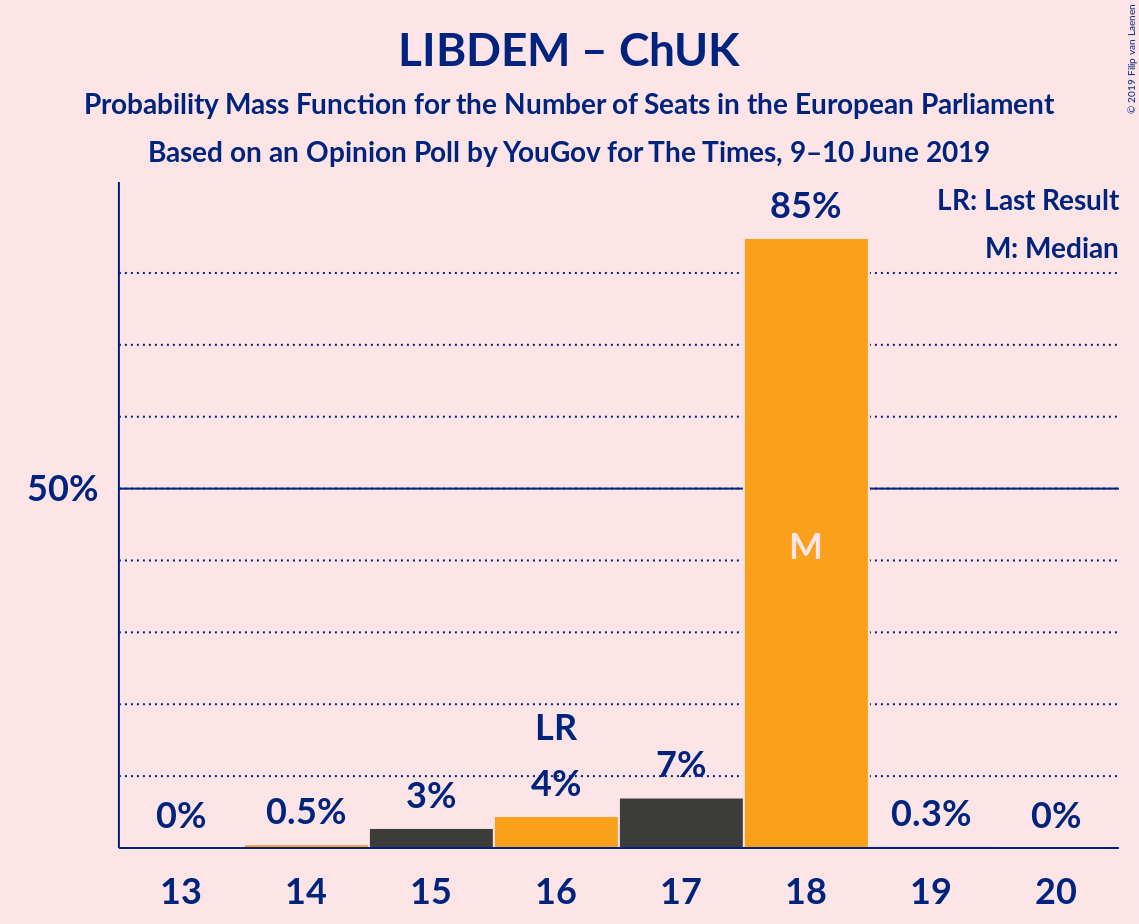 LIBDEM – ChUK
Probability Mass Function for the Number of Seats in the European Parliament
Based on an Opinion Poll by YouGov for The Times, 9–10 June 2019
© 2019 Filip van Laenen
LR: Last Result
M: Median
85%
50%
M
LR
0%
0.5%
3%
4%
7%
0.3%
0%
13 14 15 16 17 18 19 20